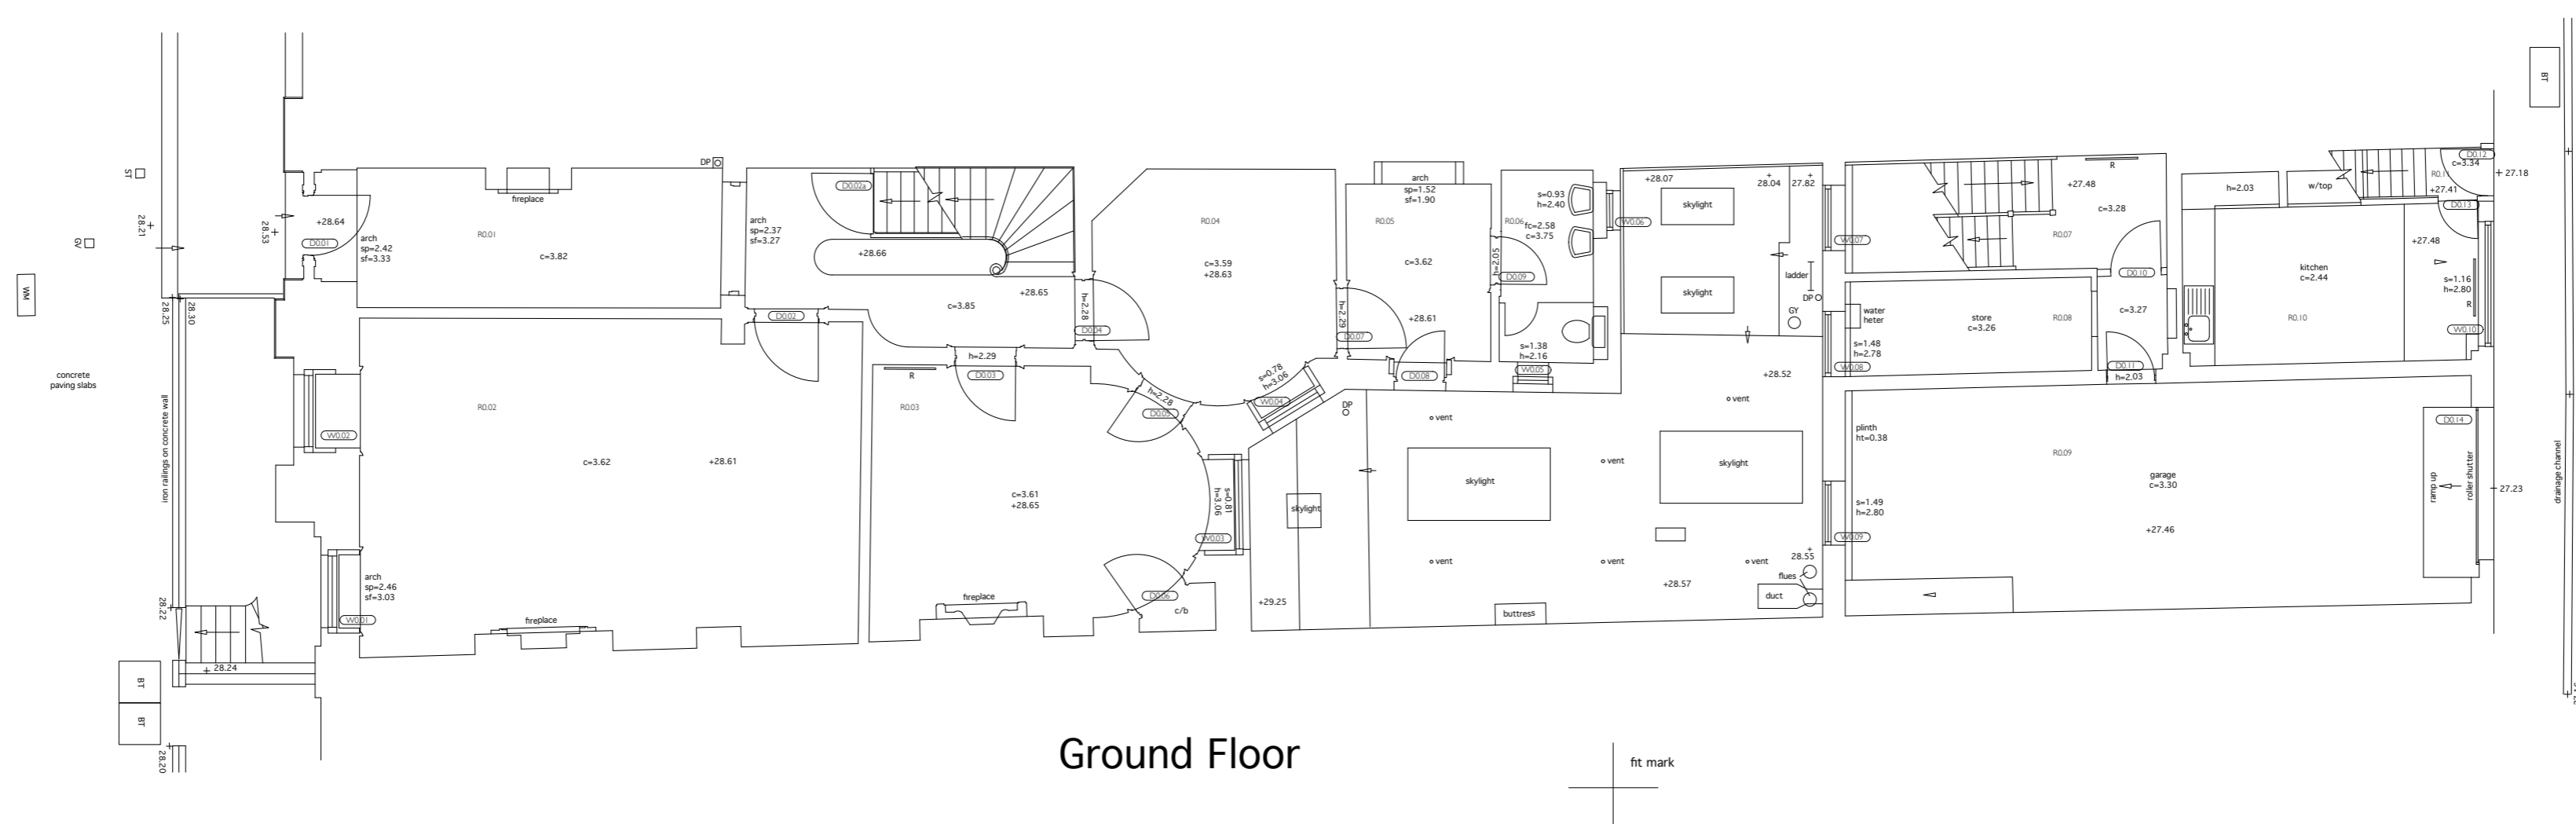 ST
GV
WM
28.21
28.53
28.25
28.30
concrete
paving slabs
iron railings on concrete wall
28.22
28.24
BT
BT
28.20
+28.64
D0.01
arch
sp=2.42
sf=3.33
R0.01
fireplace
c=3.82
DP
arch
sp=2.37
sf=3.27
D0.02a
+28.66
+28.65
c=3.85
D0.02
h=2.28
D0.04
R0.04
c=3.59
+28.63
h=2.29
D0.07
arch
sp=1.52
sf=1.90
R0.05
c=3.62
+28.61
D0.08
h=2.05
D0.09
R0.06
s=0.93
h=2.40
fc=2.58
c=3.75
s=1.38
h=2.16
W0.05
W0.06
+28.07
28.04
27.82
skylight
skylight
ladder
DP
GY
+28.52
W0.07
W0.08
water
heter
s=1.48
h=2.78
+27.48
R
c=3.28
R0.07
D0.10
store
c=3.26
R0.08
c=3.27
D0.11
h=2.03
h=2.03
w/top
kitchen
c=2.44
R0.10
D0.12
c=3.34
R0.11
+27.41
D0.13
+27.48
s=1.16
h=2.80
R
W0.10
27.18
BT
W0.02
arch
sp=2.46
sf=3.03
W0.01
R0.02
c=3.62
+28.61
fireplace
R
R0.03
h=2.29
D0.03
h=2.28
D0.05
c=3.61
+28.65
fireplace
D0.06
c/b
s=0.81
h=3.06
W0.03
s=0.78
h=3.06
W0.04
DP
skylight
+29.25
vent
skylight
vent
vent
vent
vent
vent
skylight
buttress
+28.57
28.55
flues
duct
W0.09
plinth
ht=0.38
s=1.49
h=2.80
R0.09
garage
c=3.30
+27.46
D0.14
ramp up
roller shutter
27.23
drainage channel
Ground Floor
fit mark